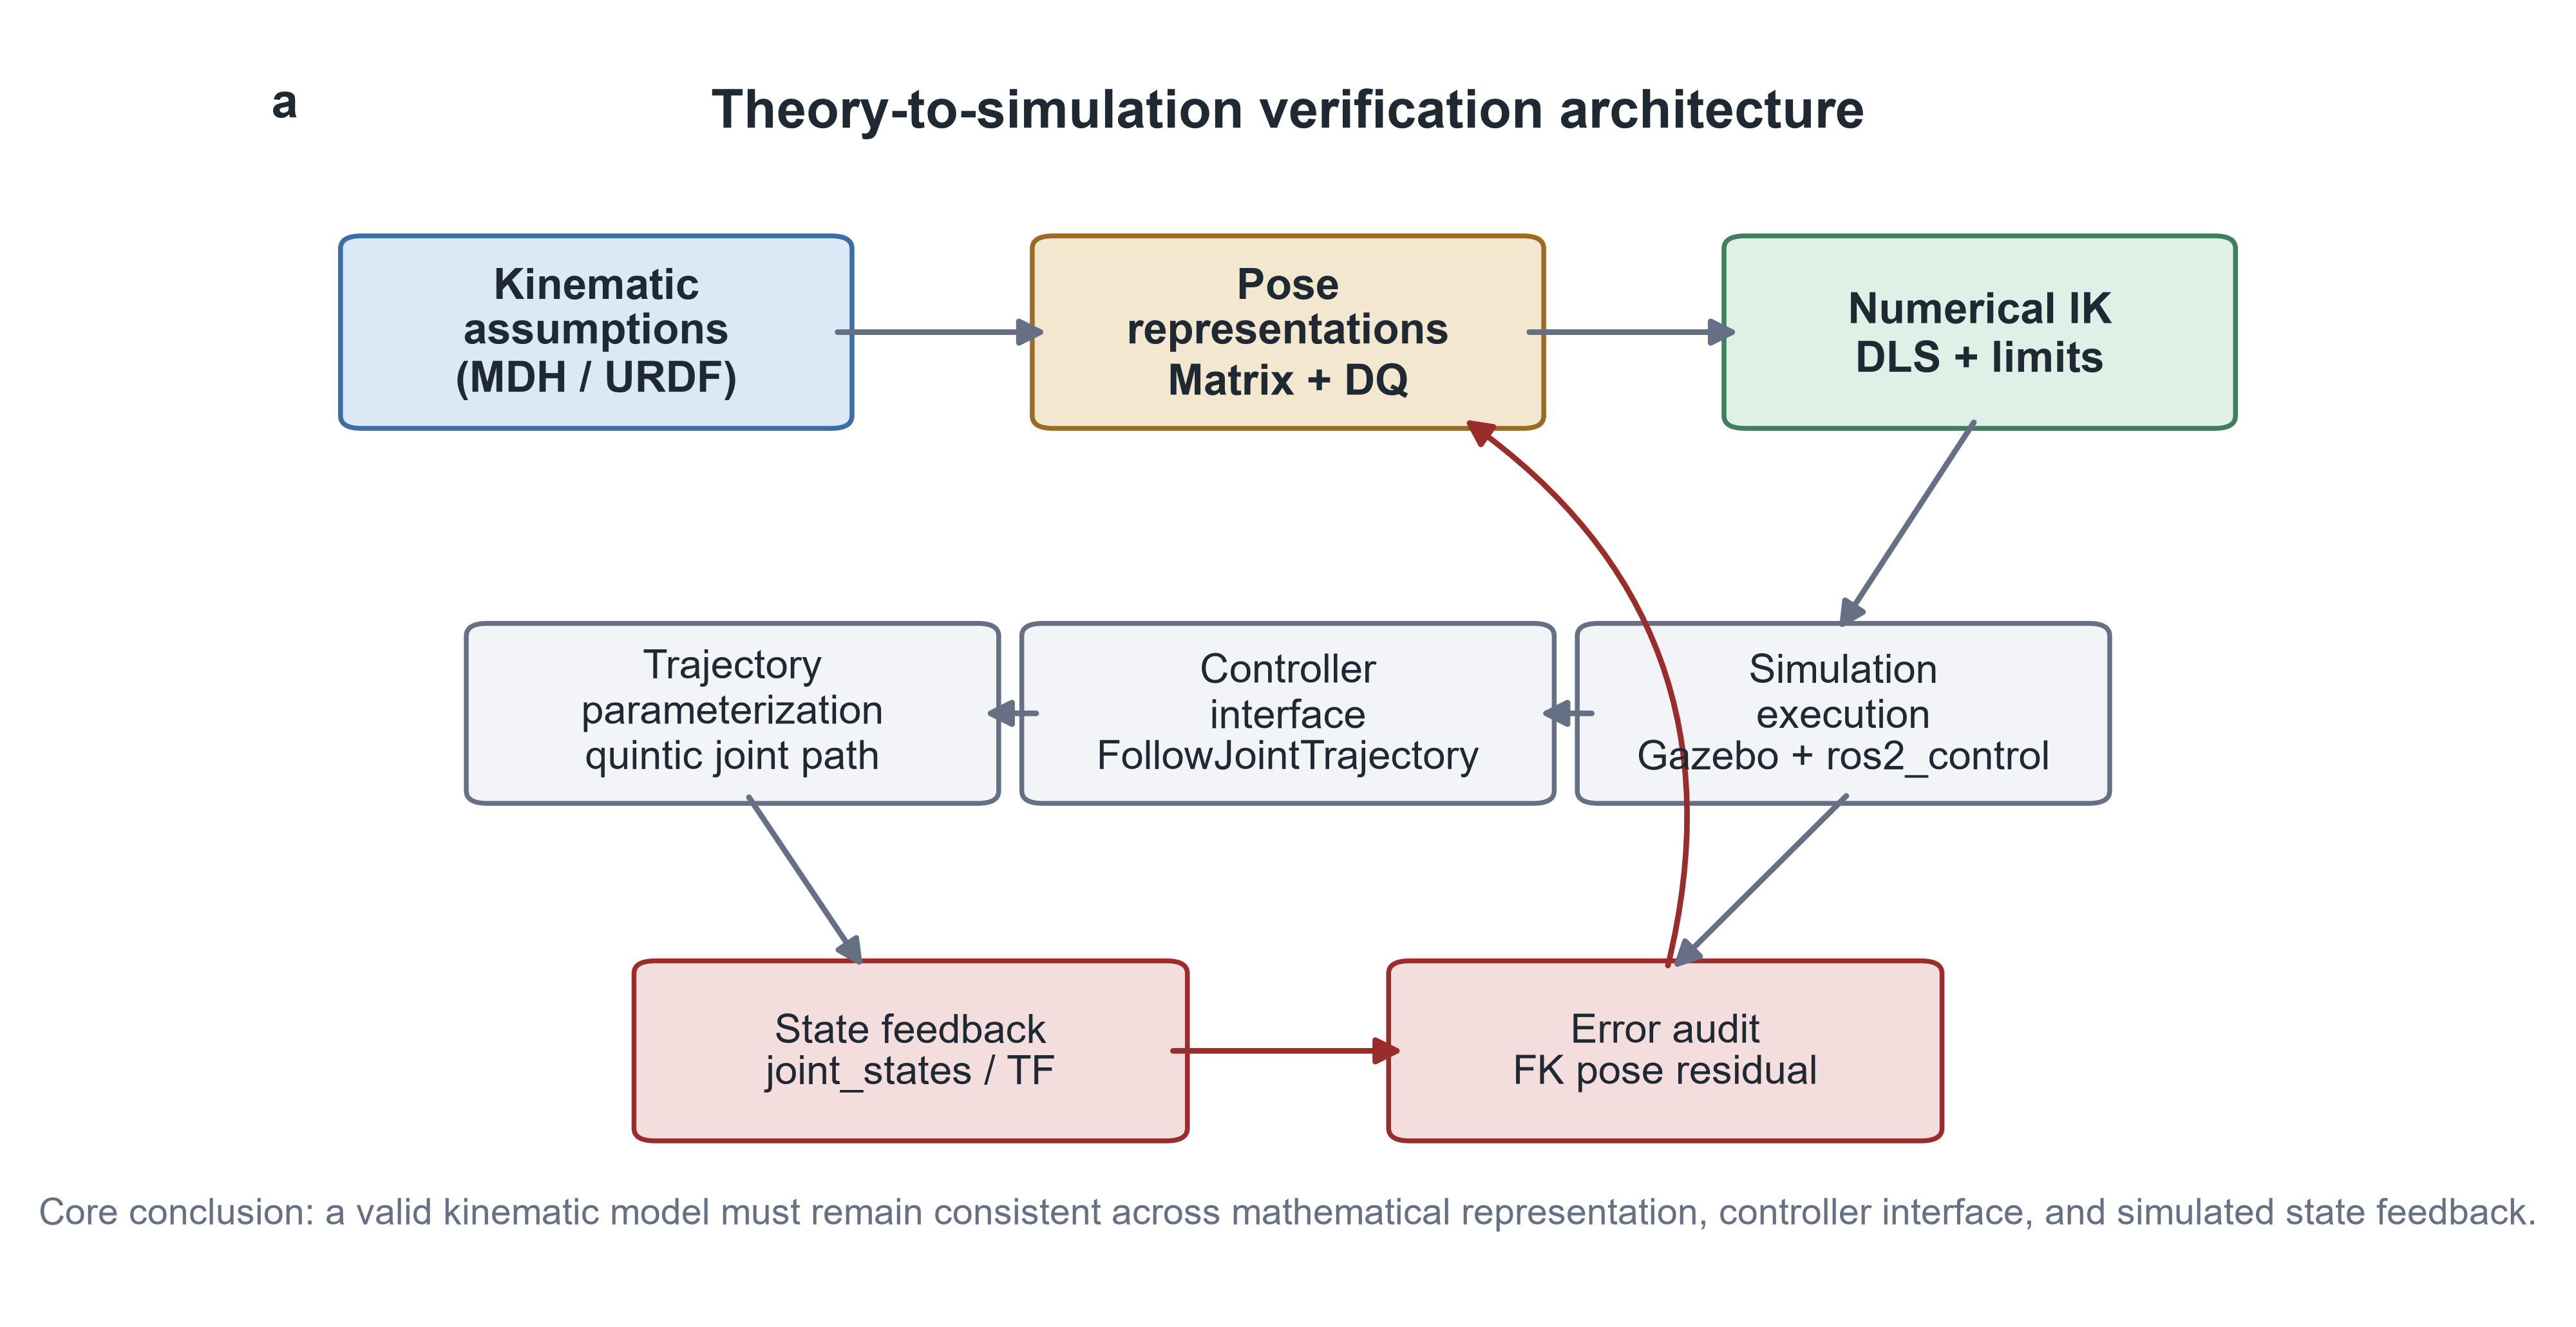 a
Theory-to-simulation verification architecture
Kinematic
assumptions
(MDH / URDF)
Pose
representations
Matrix + DQ
Numerical IK
DLS + limits
Trajectory
parameterization
quintic joint path
Controller
interface
FollowJointTrajectory
Simulation
execution
Gazebo + ros2_control
State feedback
joint_states / TF
Error audit
FK pose residual
Core conclusion: a valid kinematic model must remain consistent across mathematical representation, controller interface, and simulated state feedback.